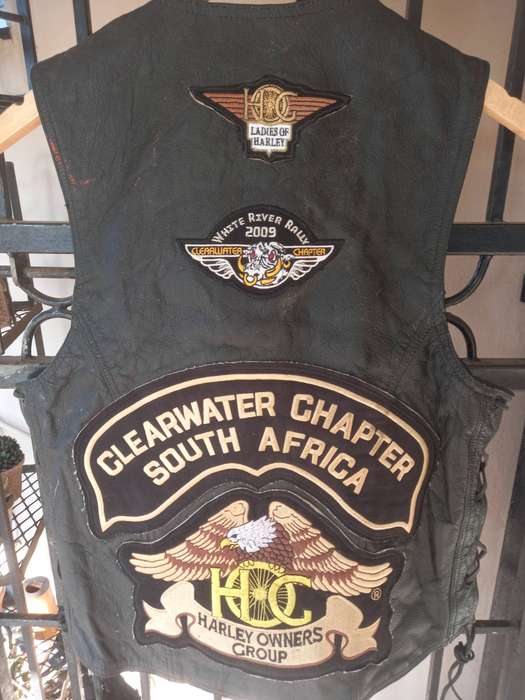 HOG
LADIES OF
HARLEY
WHITE RIVER RALLY
2009
CLEARWATER CHAPTER
CLEARWATER CHAPTER
SOUTH AFRICA
HOG
®
HARLEY OWNERS
GROUP